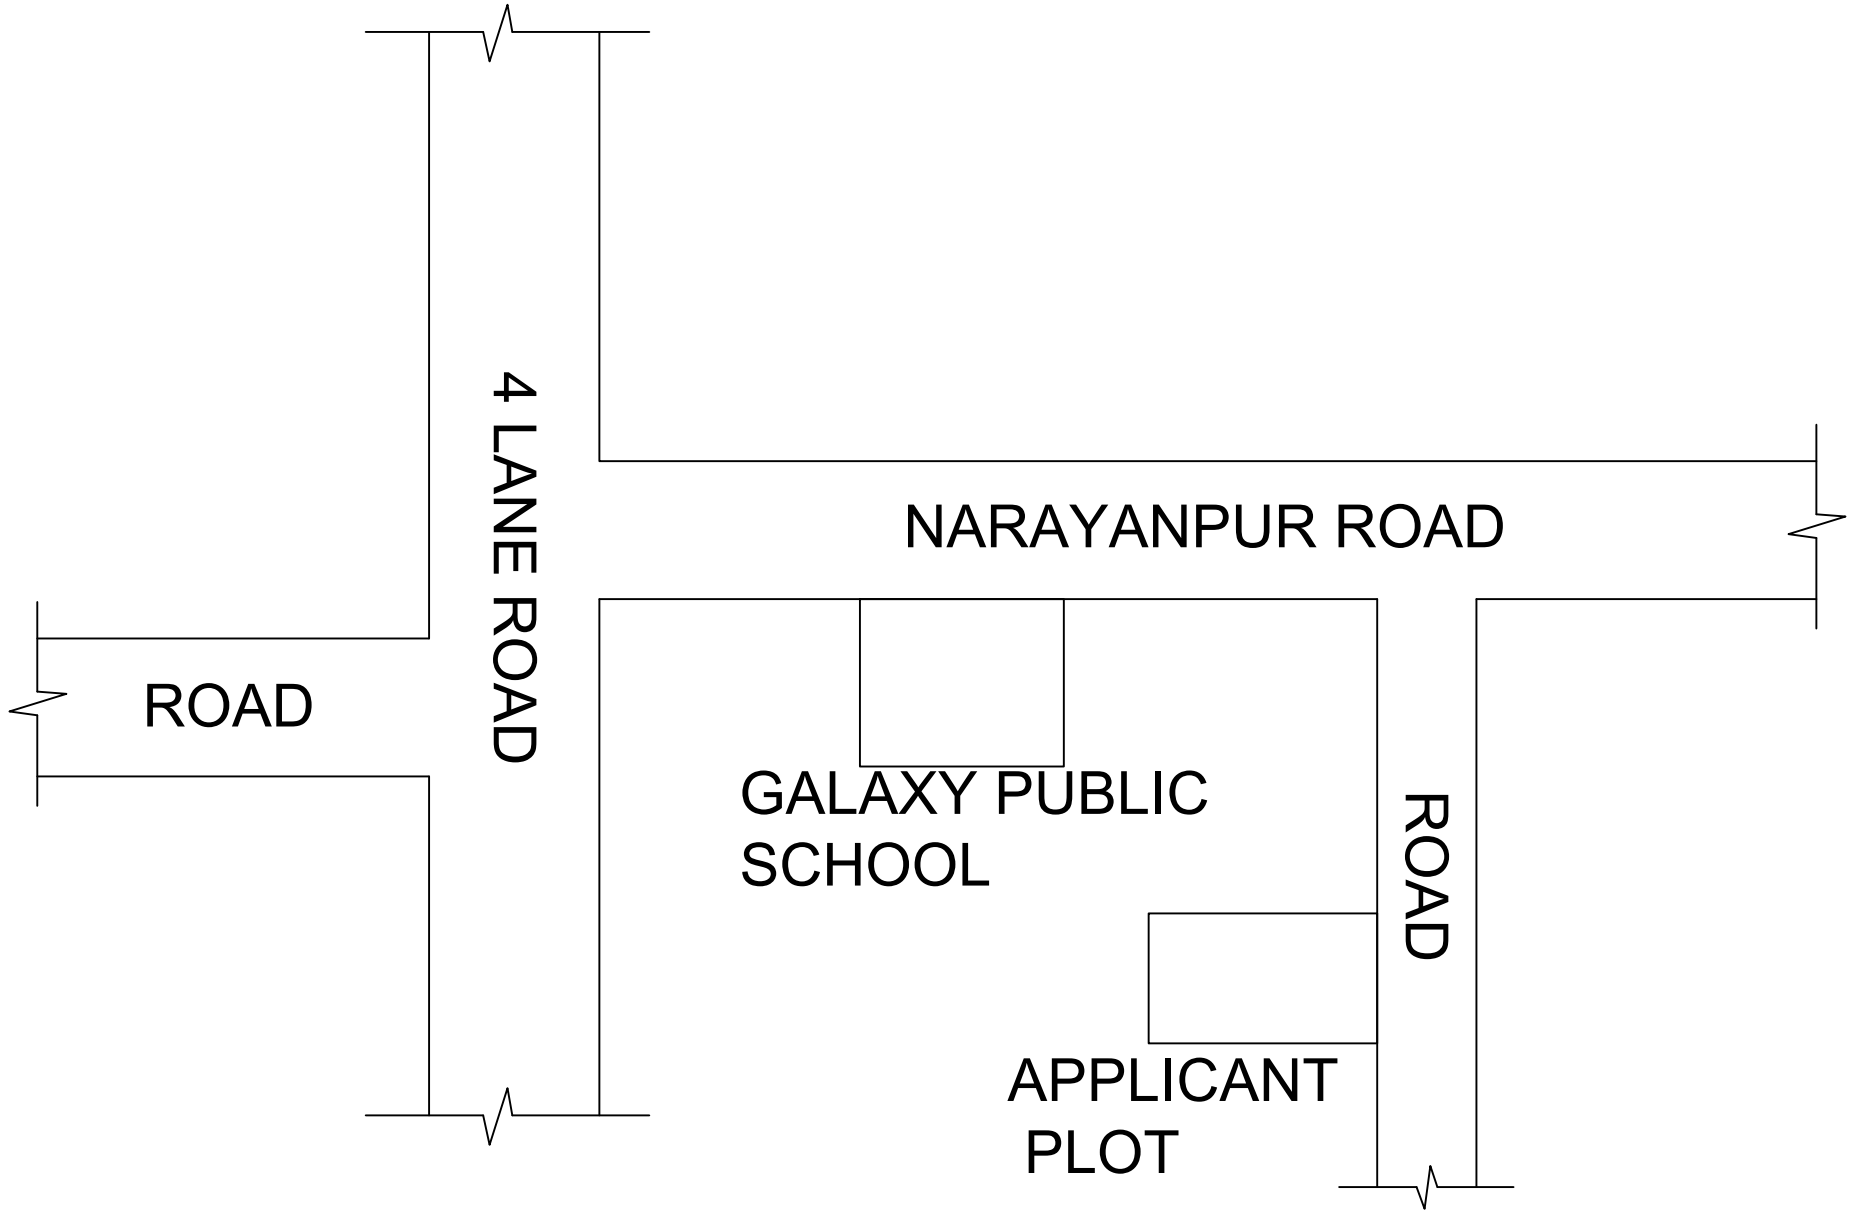 4 LANE ROAD
NARAYANPUR ROAD
ROAD
GALAXY PUBLIC
SCHOOL
ROAD
APPLICANT
PLOT